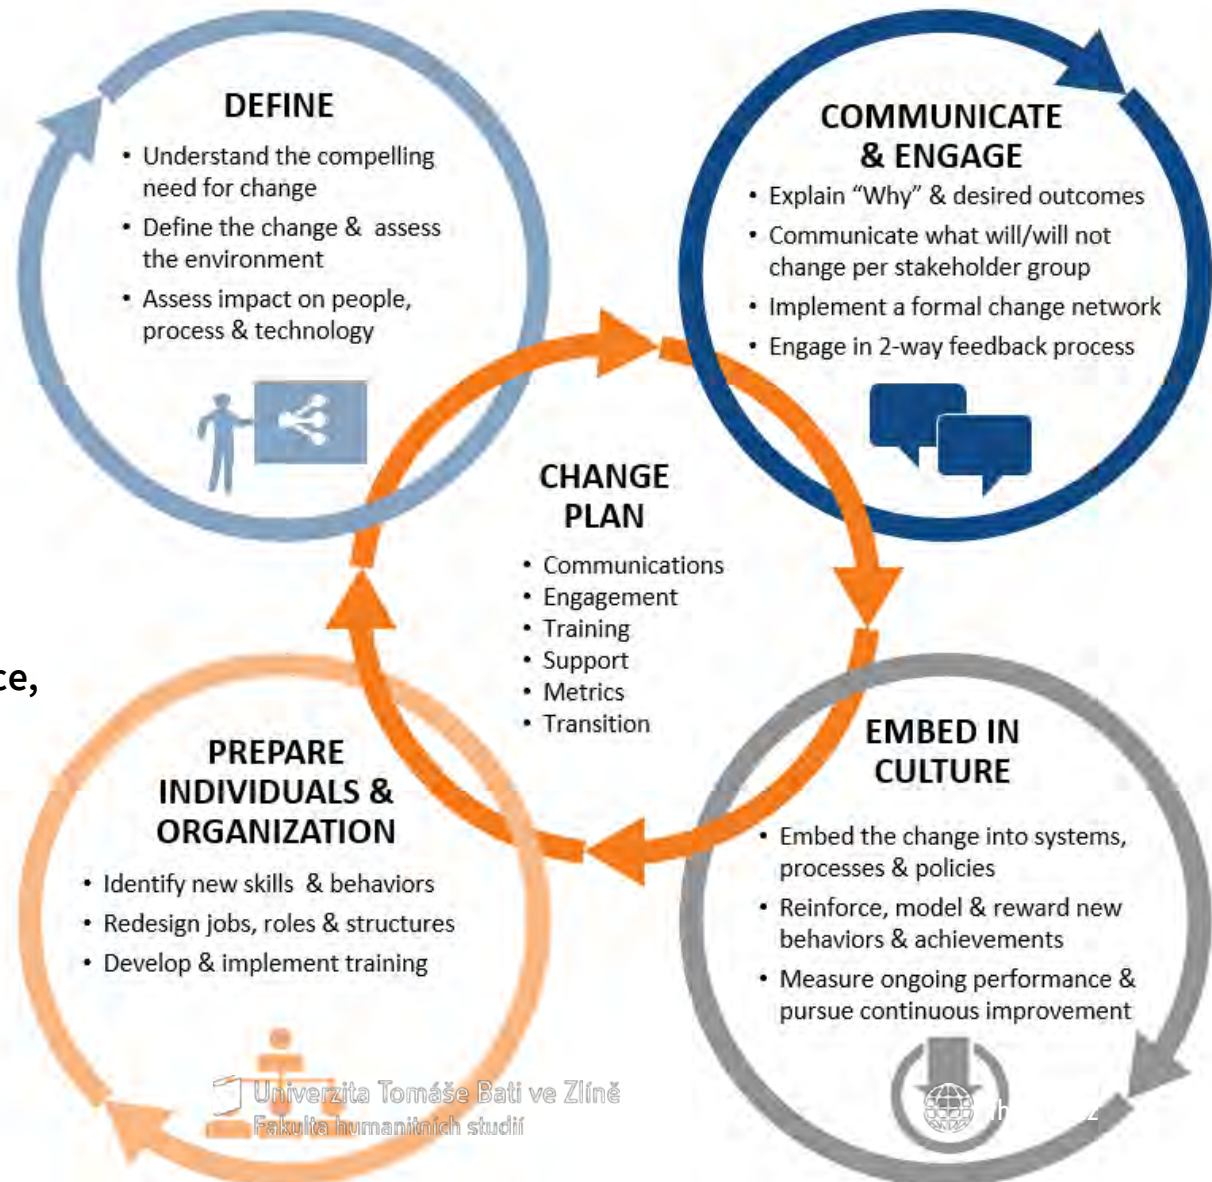 DEFINE
• Understand the compelling
need for change
• Define the change & assess
the environment
• Assess impact on people,
process & technology
COMMUNICATE
& ENGAGE
• Explain “Why” & desired outcomes
• Communicate what will/will not
change per stakeholder group
• Implement a formal change network
• Engage in 2-way feedback process
CHANGE
PLAN
• Communications
• Engagement
• Training
• Support
• Metrics
• Transition
ce,
PREPARE
INDIVIDUALS &
ORGANIZATION
• Identify new skills & behaviors
• Redesign jobs, roles & structures
• Develop & implement training
EMBED IN
CULTURE
• Embed the change into systems,
processes & policies
• Reinforce, model & reward new
behaviors & achievements
• Measure ongoing performance &
pursue continuous improvement
Univerzita Tomáše Bati ve Zlíně
Fakulta humanitních studií